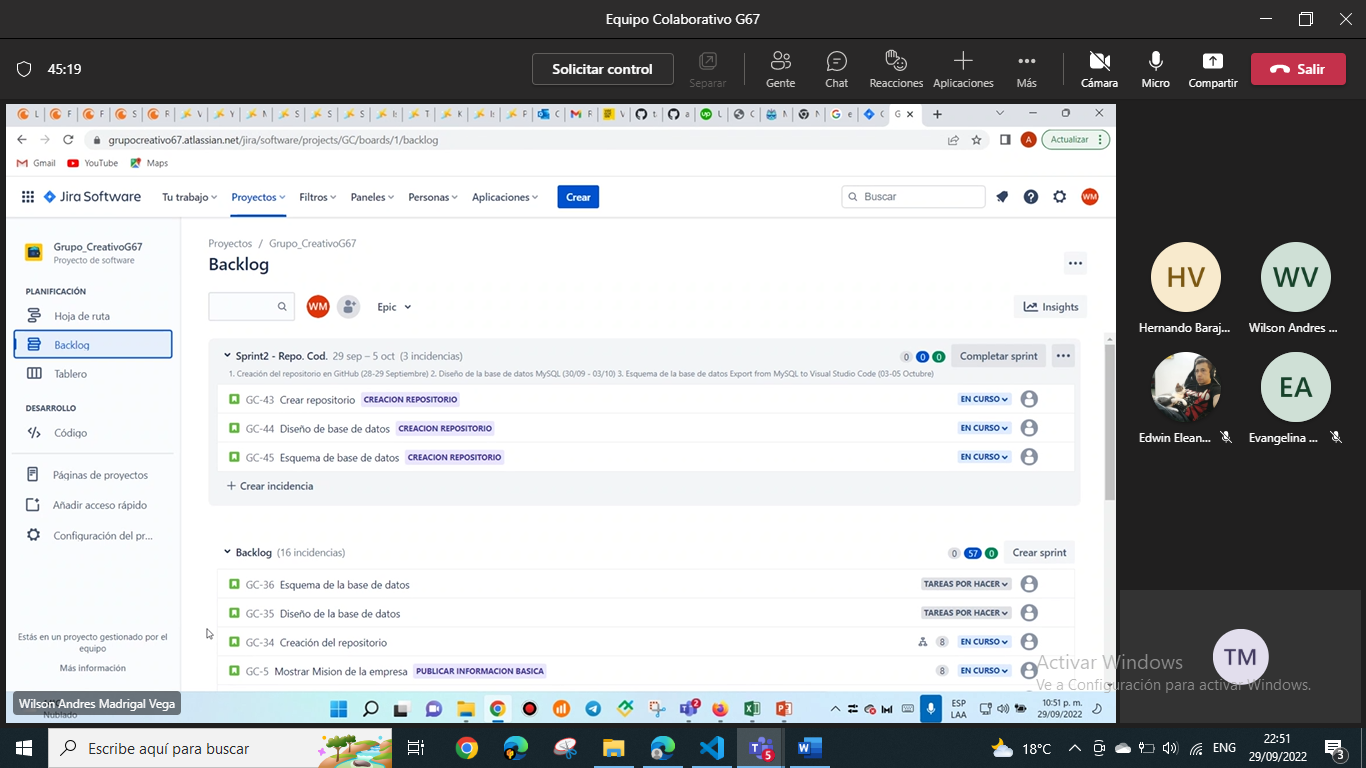 Equipo Colaborativo G67
45:19
Solicitar control
Separar
Gente
Chat
Reacciones
Aplicaciones
Más
Cámara
Micro
Compartir
Salir
grupocreativo67.atlassian.net/jira/software/projects/GC/boards/1/backlog
A
Actualizar
Gmail
YouTube
Maps
Jira Software
Tu trabajo
Proyectos
Filtros
Paneles
Personas
Aplicaciones
Crear
Buscar
WM
Grupo_CreativoG67
Proyecto de software
PLANIFICACIÓN
Hoja de ruta
Backlog
Tablero
DESARROLLO
Código
Páginas de proyectos
Añadir acceso rápido
Configuración del pr...
Estás en un proyecto gestionado por el
equipo
Más información
Proyectos / Grupo_CreativoG67
Backlog
WM
Epic
Insights
Sprint2 - Repo. Cod. 29 sep – 5 oct (3 incidencias)
0 0 0
Completar sprint
1. Creación del repositorio en GitHub (28-29 Septiembre) 2. Diseño de la base de datos MySQL (30/09 - 03/10) 3. Esquema de la base de datos Export from MySQL to Visual Studio Code (03-05 Octubre)
GC-43 Crear repositorio CREACION REPOSITORIO EN CURSO
GC-44 Diseño de base de datos CREACION REPOSITORIO EN CURSO
GC-45 Esquema de base de datos CREACION REPOSITORIO EN CURSO
+ Crear incidencia
Backlog (16 incidencias)
0 57 0
Crear sprint
GC-36 Esquema de la base de datos TAREAS POR HACER
GC-35 Diseño de la base de datos TAREAS POR HACER
GC-34 Creación del repositorio 8 EN CURSO
GC-5 Mostrar Mision de la empresa PUBLICAR INFORMACION BASICA 8 EN CURSO
HV
Hernando Baraj...
WV
Wilson Andres ...
Edwin Elean...
EA
Evangelina ...
TM
Activar Windows
Ve a Configuración para activar Windows.
Wilson Andres Madrigal Vega
Nublado
2
ESP
LAA
10:51 p. m.
29/09/2022
Escribe aquí para buscar
5
18°C
ENG
22:51
29/09/2022
3